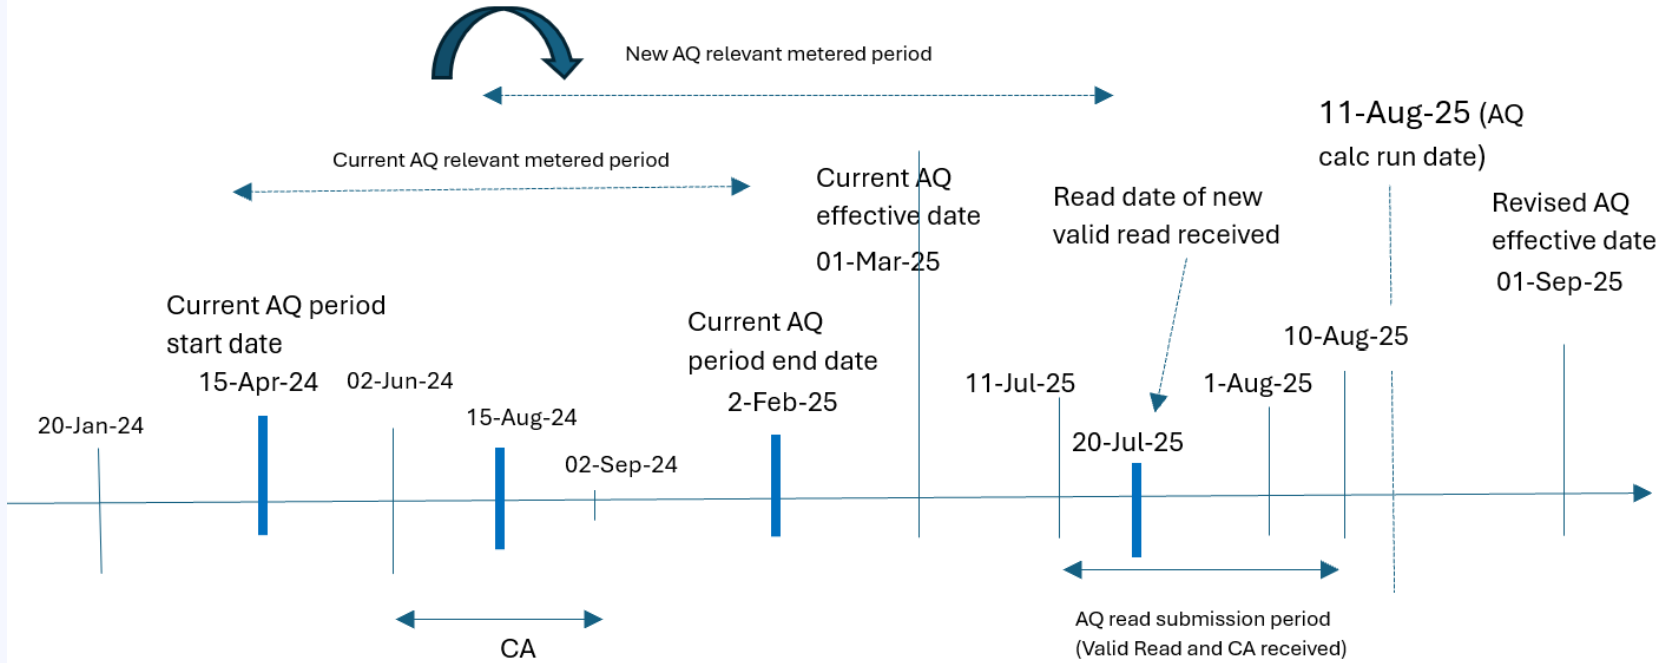 New AQ relevant metered period
11-Aug-25 (AQ
calc run date)
Current AQ relevant metered period
Current AQ
effective date
01-Mar-25
Read date of new
valid read received
Revised AQ
effective date
01-Sep-25
Current AQ period
start date
15-Apr-24
02-Jun-24
Current AQ
period end date
2-Feb-25
10-Aug-25
11-Jul-25
1-Aug-25
20-Jan-24
15-Aug-24
02-Sep-24
20-Jul-25
CA
AQ read submission period
(Valid Read and CA received)